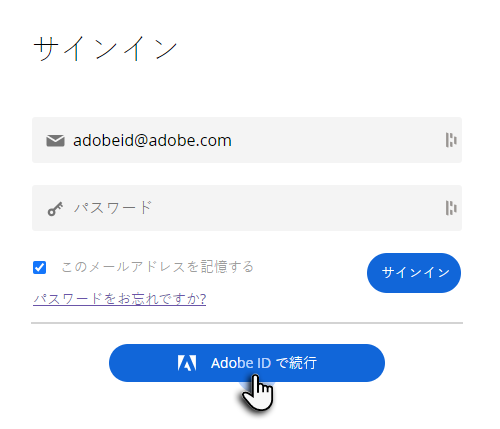 サインイン
adobeid@adobe.com
パスワード
このメールアドレスを記憶する
サインイン
パスワードをお忘れですか?
Adobe ID で続行